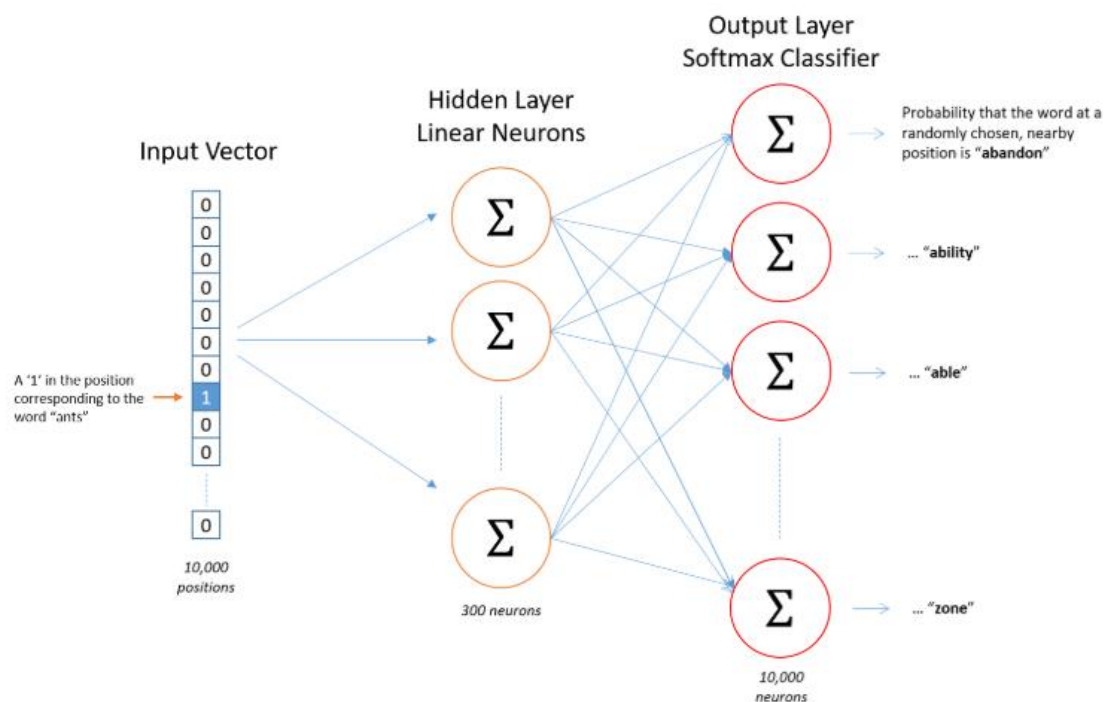 Output Layer
Softmax Classifier
Hidden Layer
Linear Neurons
Input Vector
0
0
0
0
0
0
0
1
0
0
0
A ‘1’ in the position
corresponding to the
word “ants”
10,000
positions
Σ
Σ
Σ
300 neurons
Σ
Σ
Σ
Σ
10,000
neurons
Probability that the word at a
randomly chosen, nearby
position is “abandon”
... “ability”
... “able”
... “zone”